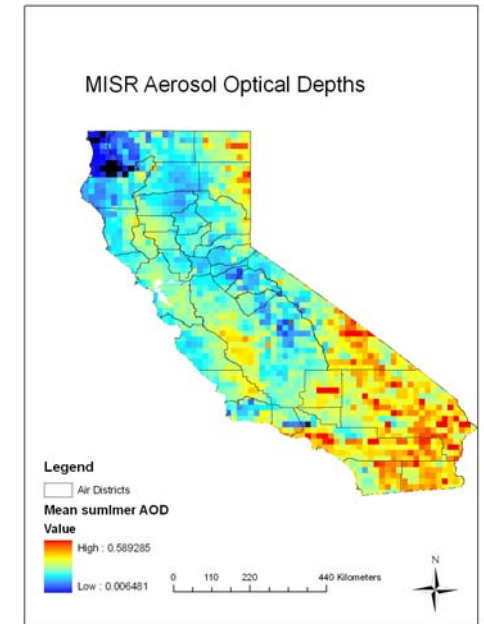 MISR Aerosol Optical Depths
Legend
Air Districts
Mean sumlmer AOD
Value
High : 0.589285
Low : 0.006481
0 110 220 440 Kilometers
N